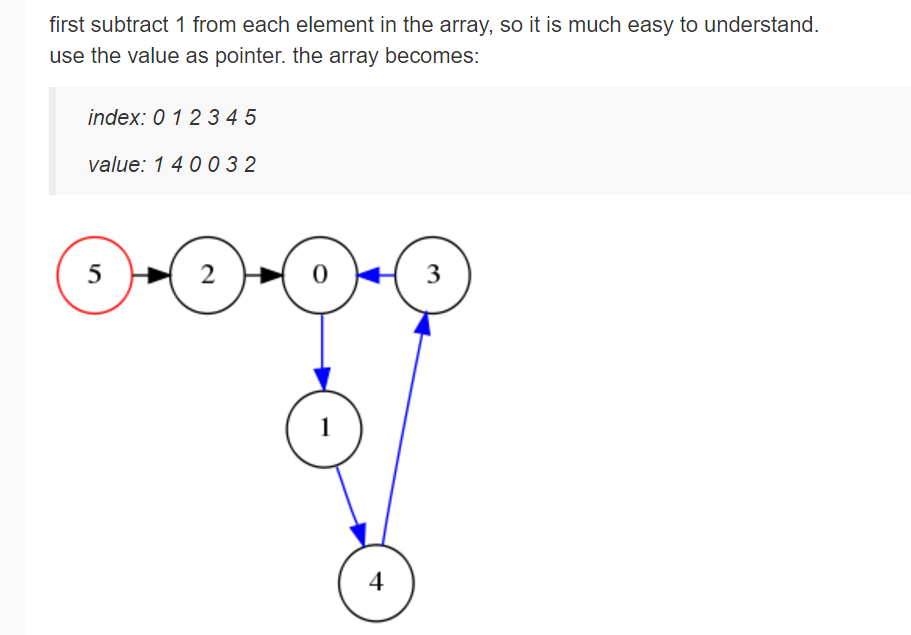 first subtract 1 from each element in the array, so it is much easy to understand.
use the value as pointer. the array becomes:
index: 0 1 2 3 4 5
value: 1 4 0 0 3 2
5 2 0 3
1
4